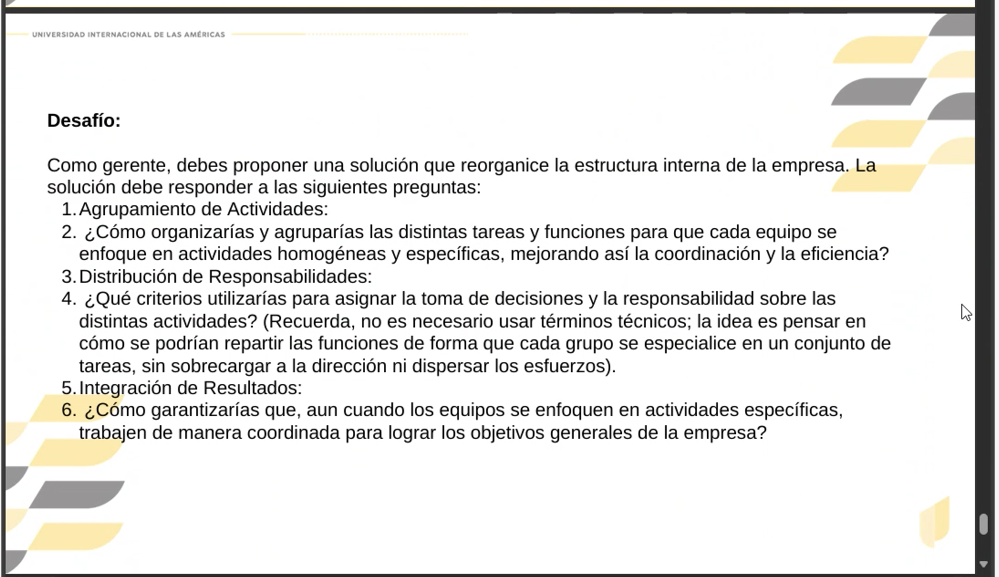 UNIVERSIDAD INTERNACIONAL DE LAS AMÉRICAS
Desafío:
Como gerente, debes proponer una solución que reorganice la estructura interna de la empresa. La
solución debe responder a las siguientes preguntas:
1. Agrupamiento de Actividades:
2. ¿Cómo organizarías y agruparías las distintas tareas y funciones para que cada equipo se
enfoque en actividades homogéneas y específicas, mejorando así la coordinación y la eficiencia?
3. Distribución de Responsabilidades:
4. ¿Qué criterios utilizarías para asignar la toma de decisiones y la responsabilidad sobre las
distintas actividades? (Recuerda, no es necesario usar términos técnicos; la idea es pensar en
cómo se podrían repartir las funciones de forma que cada grupo se especialice en un conjunto de
tareas, sin sobrecargar a la dirección ni dispersar los esfuerzos).
5. Integración de Resultados:
6. ¿Cómo garantizarías que, aun cuando los equipos se enfoquen en actividades específicas,
trabajen de manera coordinada para lograr los objetivos generales de la empresa?